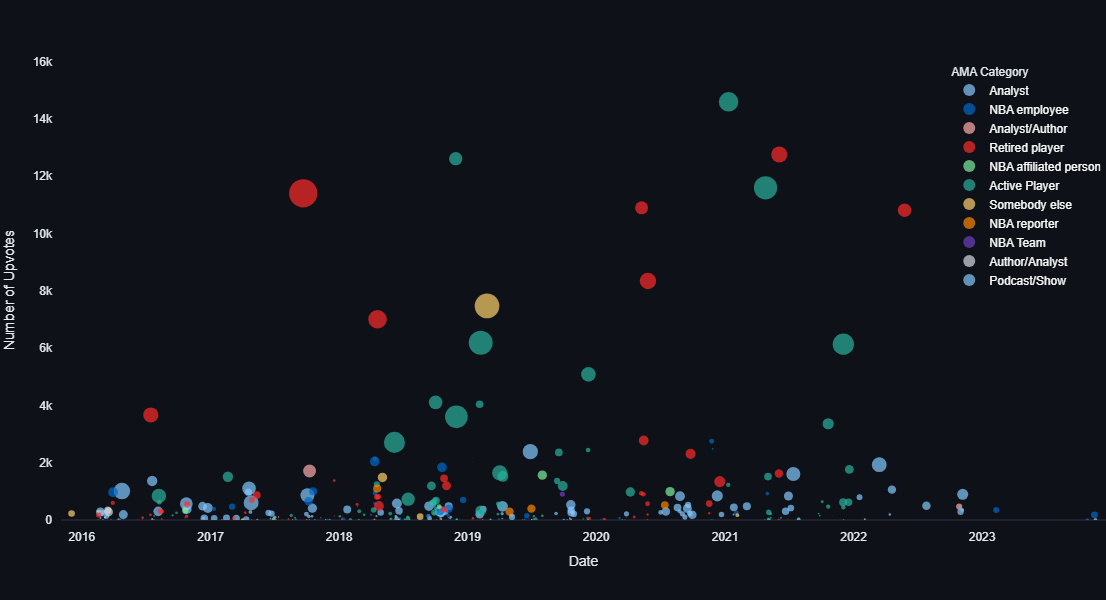 16k
14k
12k
10k
8k
6k
4k
2k
0
Number of Upvotes
2016 2017 2018 2019 2020 2021 2022 2023
Date
AMA Category
Analyst
NBA employee
Analyst/Author
Retired player
NBA affiliated person
Active Player
Somebody else
NBA reporter
NBA Team
Author/Analyst
Podcast/Show